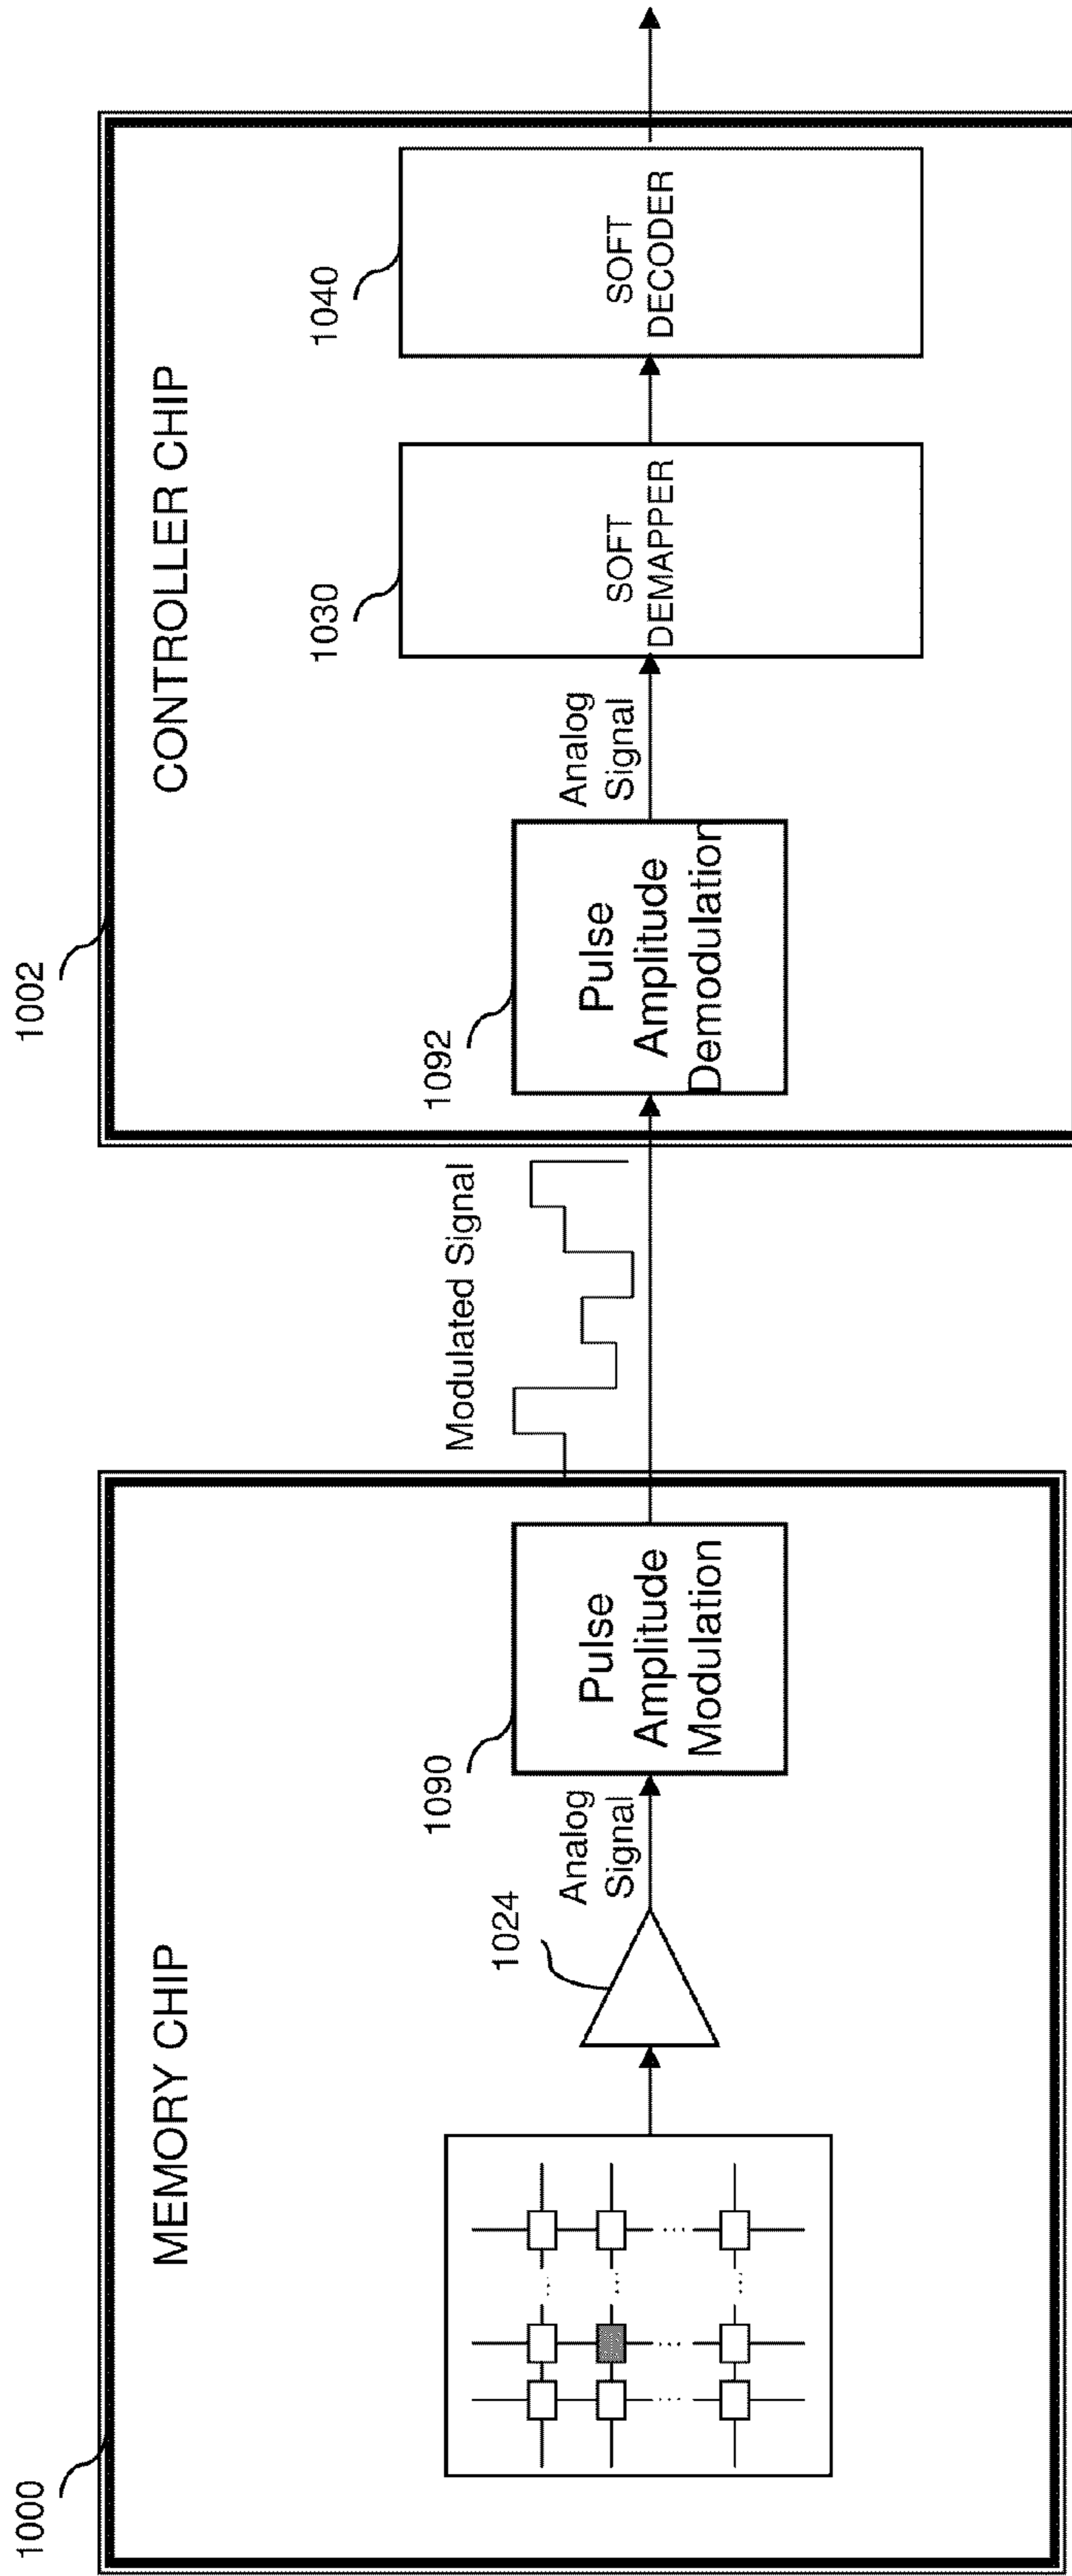 1000
MEMORY CHIP
1024
Analog
Signal
1090
Pulse
Amplitude
Modulation
Modulated Signal
1002
CONTROLLER CHIP
1092
Pulse
Amplitude
Demodulation
Analog
Signal
1030
SOFT
DEMAPPER
1040
SOFT
DECODER